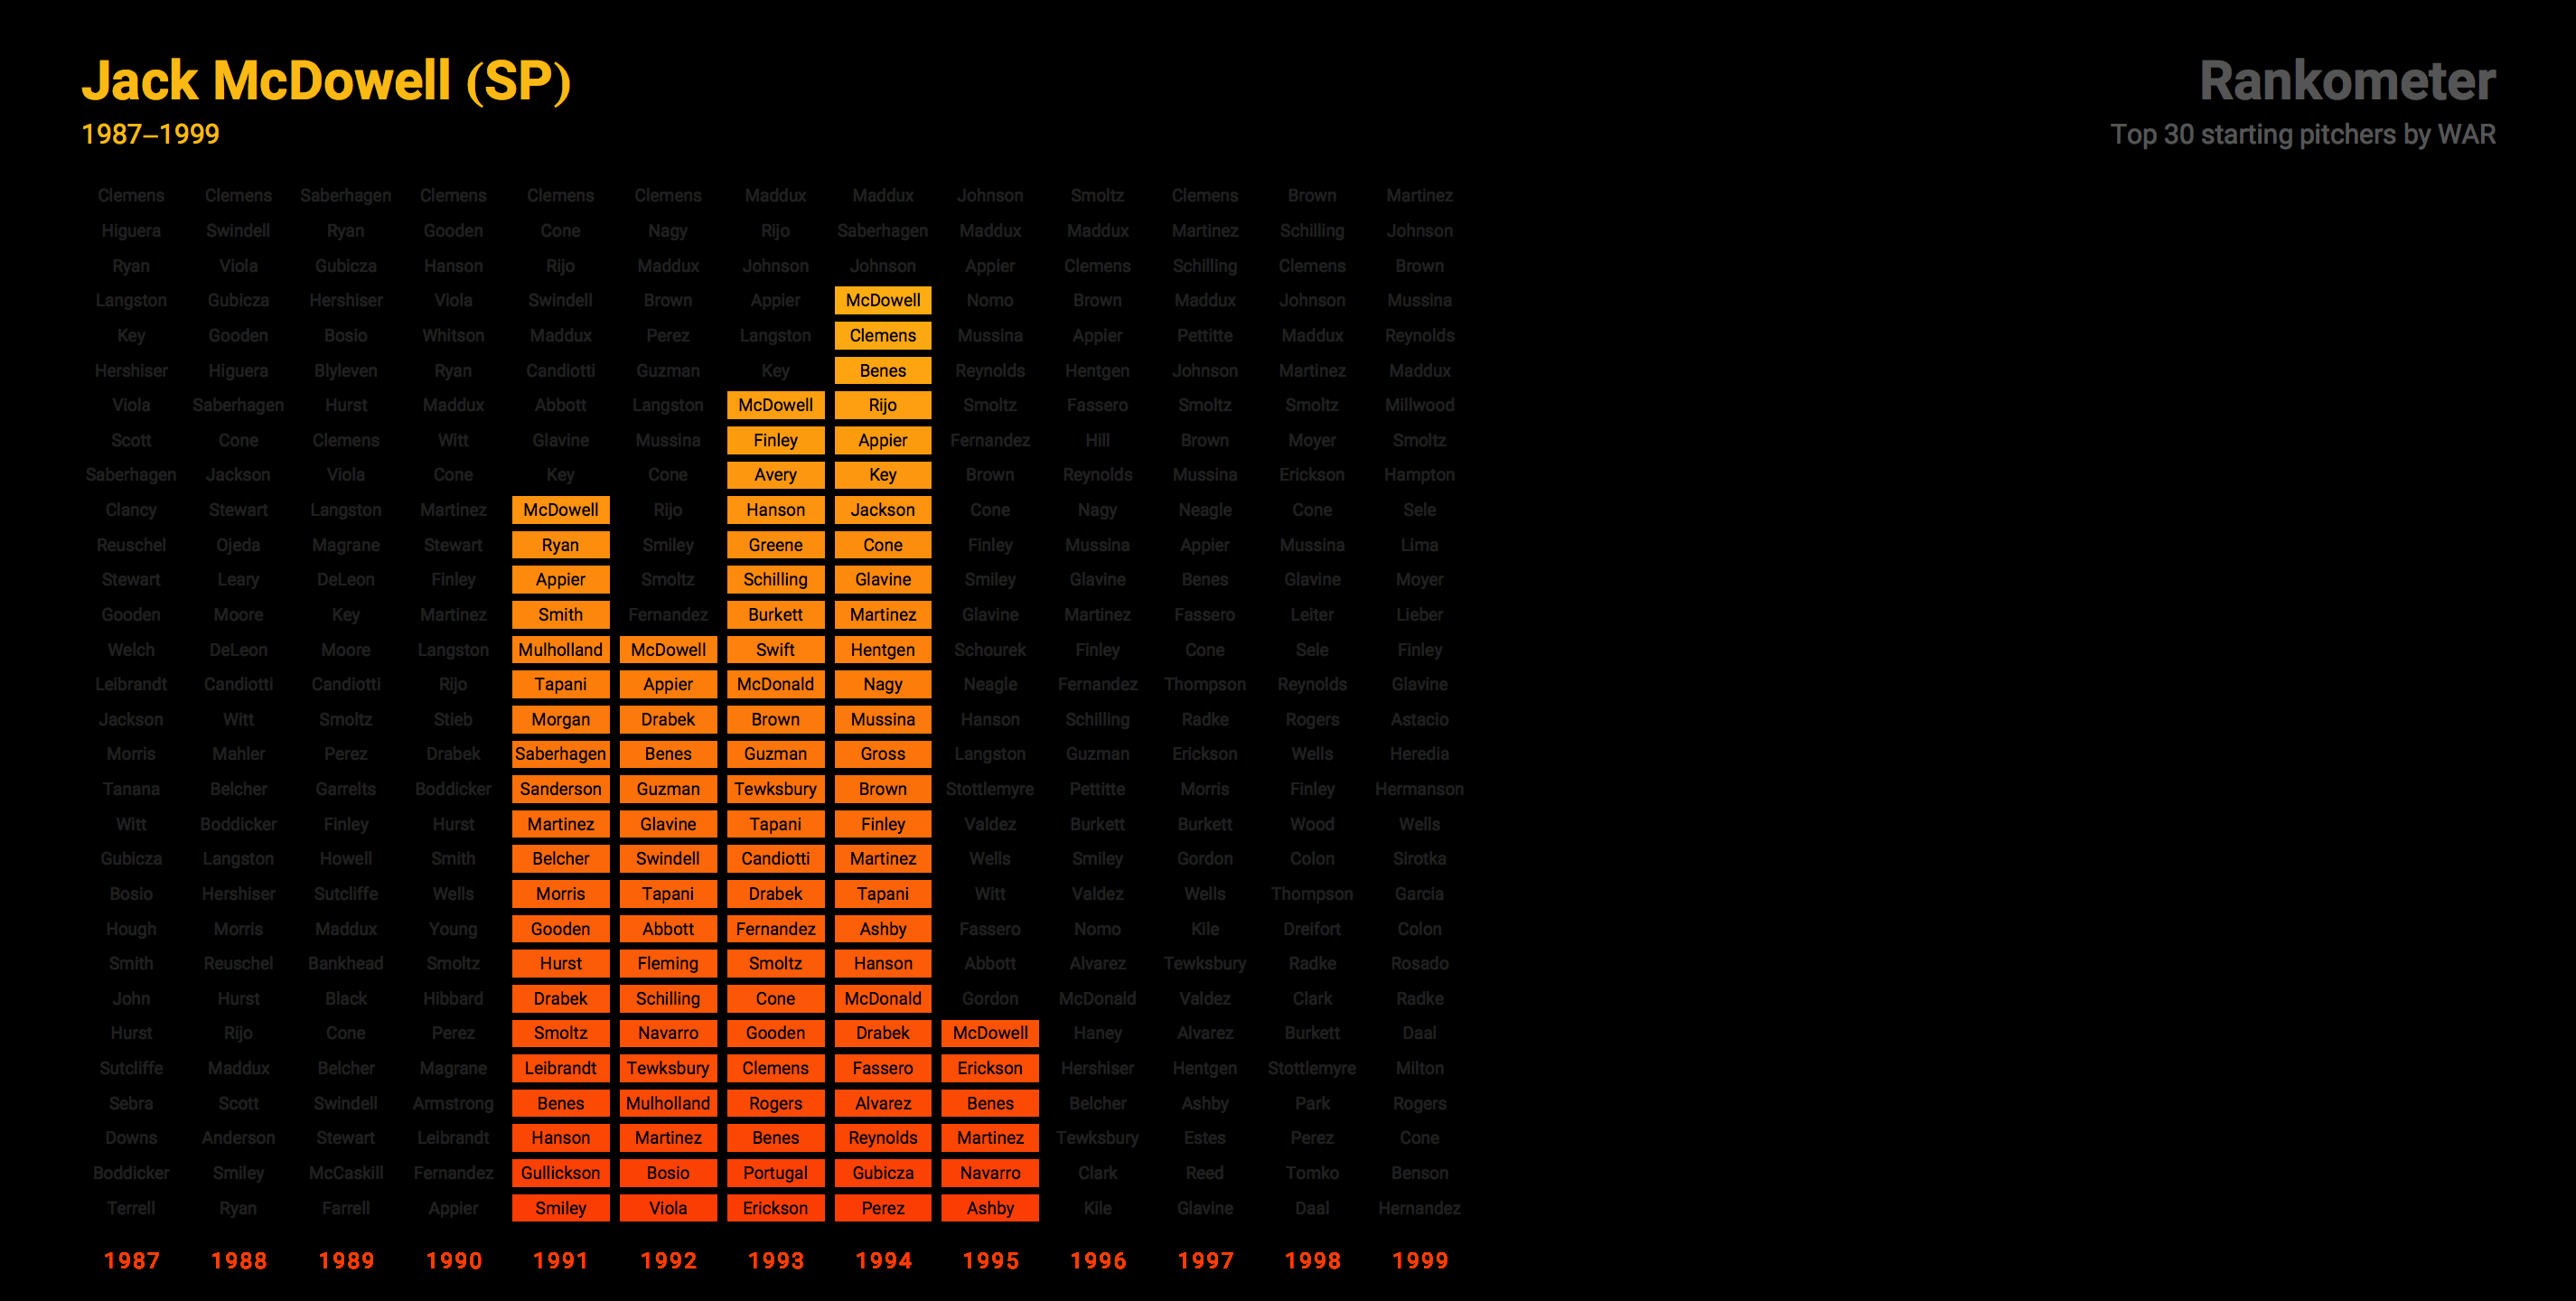 Jack McDowell (SP)
1987–1999
Rankometer
Top 30 starting pitchers by WAR
Clemens Clemens Saberhagen Clemens Clemens Clemens Maddux Maddux Johnson Smoltz Clemens Brown Martinez
Higuera Swindell Ryan Gooden Cone Nagy Rijo Saberhagen Maddux Maddux Martinez Schilling Johnson
Ryan Viola Gubicza Hanson Rijo Maddux Johnson Johnson Appier Clemens Schilling Clemens Brown
Langston Gubicza Hershiser Viola Swindell Brown Appier McDowell Nomo Brown Maddux Johnson Mussina
Key Gooden Bosio Whitson Maddux Perez Langston Clemens Mussina Appier Pettitte Maddux Reynolds
Hershiser Higuera Blyleven Ryan Candiotti Guzman Key Benes Reynolds Hentgen Johnson Martinez Maddux
Viola Saberhagen Hurst Maddux Abbott Langston McDowell Rijo Smoltz Fassero Smoltz Smoltz Millwood
Scott Cone Clemens Witt Glavine Mussina Finley Appier Fernandez Hill Brown Moyer Smoltz
Saberhagen Jackson Viola Cone Key Cone Avery Key Brown Reynolds Mussina Erickson Hampton
Clancy Stewart Langston Martinez McDowell Rijo Hanson Jackson Cone Nagy Neagle Cone Sele
Reuschel Ojeda Magrane Stewart Ryan Smiley Greene Cone Finley Mussina Appier Mussina Lima
Stewart Leary DeLeon Finley Appier Smoltz Schilling Glavine Smiley Glavine Benes Glavine Moyer
Gooden Moore Key Martinez Smith Fernandez Burkett Martinez Glavine Martinez Fassero Leiter Lieber
Welch DeLeon Moore Langston Mulholland McDowell Swift Hentgen Schourek Finley Cone Sele Finley
Leibrandt Candiotti Candiotti Rijo Tapani Appier McDonald Nagy Neagle Fernandez Thompson Reynolds Glavine
Jackson Witt Smoltz Stieb Morgan Drabek Brown Mussina Hanson Schilling Radke Rogers Astacio
Morris Mahler Perez Drabek Saberhagen Benes Guzman Gross Langston Guzman Erickson Wells Heredia
Tanana Belcher Garrelts Boddicker Sanderson Guzman Tewksbury Brown Stottlemyre Pettitte Morris Finley Hermanson
Witt Boddicker Finley Hurst Martinez Glavine Tapani Finley Valdez Burkett Burkett Wood Wells
Gubicza Langston Howell Smith Belcher Swindell Candiotti Martinez Wells Smiley Gordon Colon Sirotka
Bosio Hershiser Sutcliffe Wells Morris Tapani Drabek Tapani Witt Valdez Wells Thompson Garcia
Hough Morris Maddux Young Gooden Abbott Fernandez Ashby Fassero Nomo Kile Dreifort Colon
Smith Reuschel Bankhead Smoltz Hurst Fleming Smoltz Hanson Abbott Alvarez Tewksbury Radke Rosado
John Hurst Black Hibbard Drabek Schilling Cone McDonald Gordon McDonald Valdez Clark Radke
Hurst Rijo Cone Perez Smoltz Navarro Gooden Drabek McDowell Haney Alvarez Burkett Daal
Sutcliffe Maddux Belcher Magrane Leibrandt Tewksbury Clemens Fassero Erickson Hershiser Hentgen Stottlemyre Milton
Sebra Scott Swindell Armstrong Benes Mulholland Rogers Alvarez Benes Belcher Ashby Park Rogers
Downs Anderson Stewart Leibrandt Hanson Martinez Benes Reynolds Martinez Tewksbury Estes Perez Cone
Boddicker Smiley McCaskill Fernandez Gullickson Bosio Portugal Gubicza Navarro Clark Reed Tomko Benson
Terrell Ryan Farrell Appier Smiley Viola Erickson Perez Ashby Kile Glavine Daal Hernandez
1987 1988 1989 1990 1991 1992 1993 1994 1995 1996 1997 1998 1999